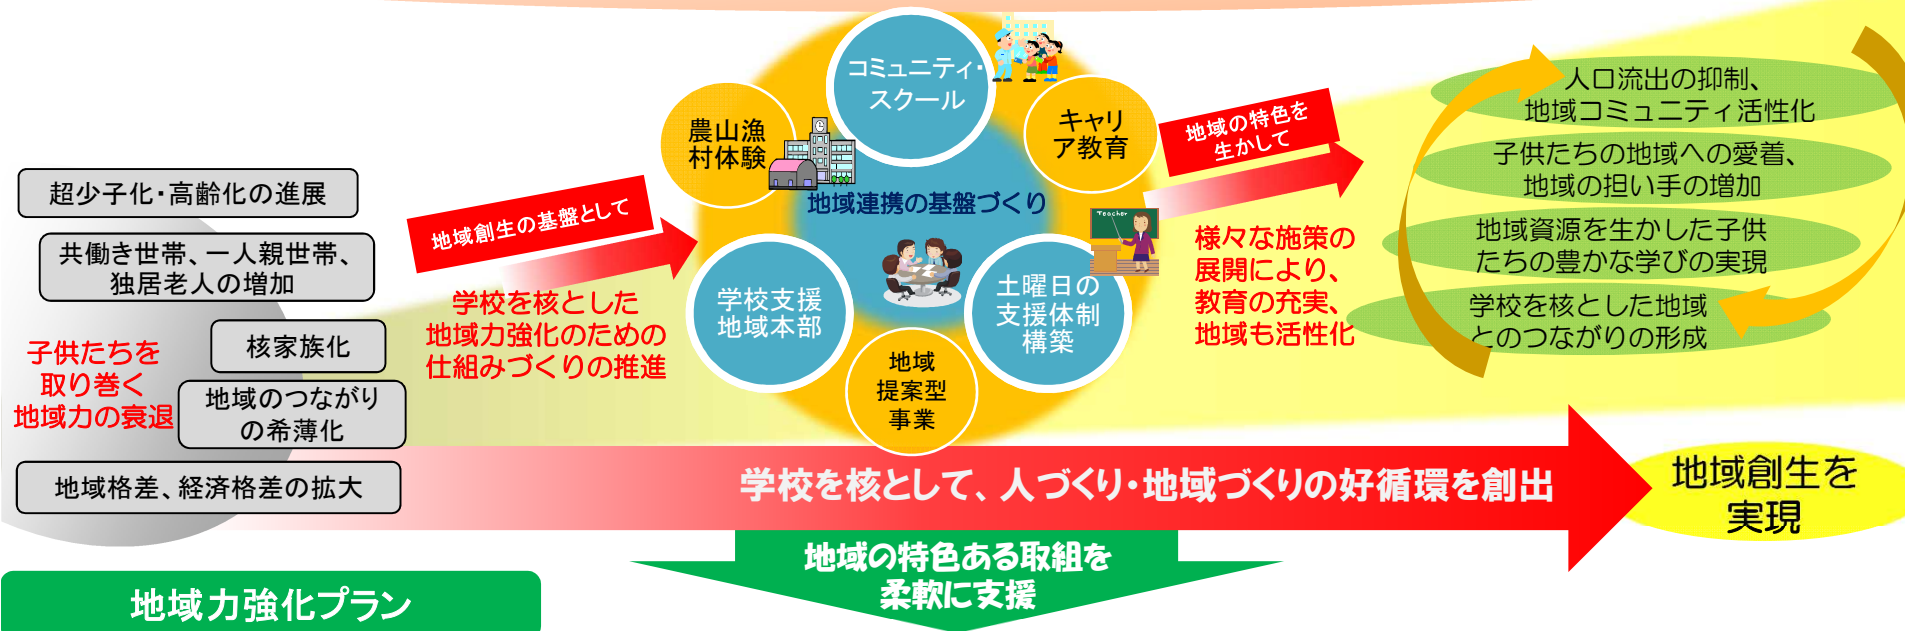 超少子化・高齢化の進展
共働き世帯、一人親世帯、
独居老人の増加
核家族化
子供たちを
取り巻く
地域力の衰退
地域のつながり
の希薄化
地域格差、経済格差の拡大
地域創生の基盤として
学校を核とした
地域力強化のための
仕組みづくりの推進
コミュニティ・
スクール
農山漁
村体験
キャリ
ア教育
地域連携の基盤づくり
Teacher
学校支援
地域本部
土曜日の
支援体制
構築
地域
提案型
事業
地域の特色を
生かして
様々な施策の
展開により、
教育の充実、
地域も活性化
人口流出の抑制、
地域コミュニティ活性化
子供たちの地域への愛着、
地域の担い手の増加
地域資源を生かした子供
たちの豊かな学びの実現
学校を核とした地域
とのつながりの形成
学校を核として、人づくり・地域づくりの好循環を創出
地域創生を
実現
地域の特色ある取組を
柔軟に支援
地域力強化プラン